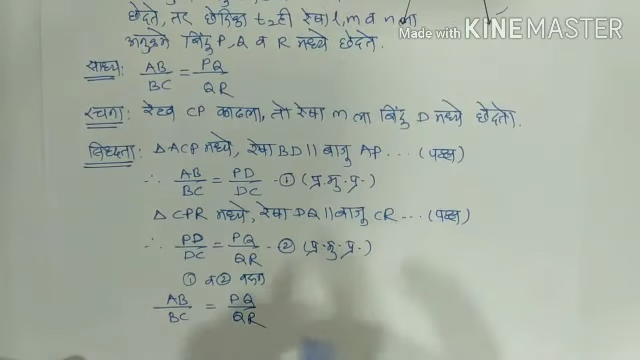 Made with KINEMASTER
छेदते, तर छेदिका t₂ ही रेषा l, m व n ला
अनुक्रमे बिंदु P, Q व R मध्ये छेदते.
साध्य: AB/BC = PQ/QR
रचना: रेख CP काढला, तो रेषा m ला बिंदु D मध्ये छेदतो.
सिध्दता: △ACP मध्ये, रेषा BD || बाजु AP ... (पक्ष)
∴ AB/BC = PD/DC - ① (प्र.मु.प्र.)
△CPR मध्ये, रेषा DQ || बाजु CR ... (पक्ष)
∴ PD/DC = PQ/QR - ② (प्र.मु.प्र.)
① व ② वरून
AB/BC = PQ/QR